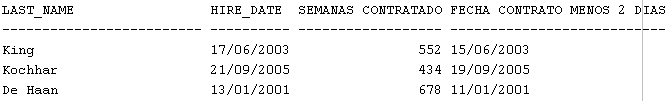 LAST_NAME HIRE_DATE SEMANAS CONTRATADO FECHA CONTRATO MENOS 2 DIAS
------------------------- ---------- ------------------ ---------------------------
King 17/06/2003 552 15/06/2003
Kochhar 21/09/2005 434 19/09/2005
De Haan 13/01/2001 678 11/01/2001